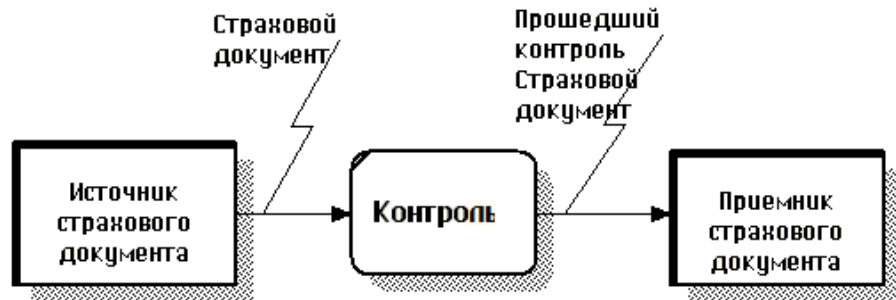 Страховой
документ
Прошедший
контроль
Страховой
документ
Источник
страхового
документа
Контроль
Приемник
страхового
документа